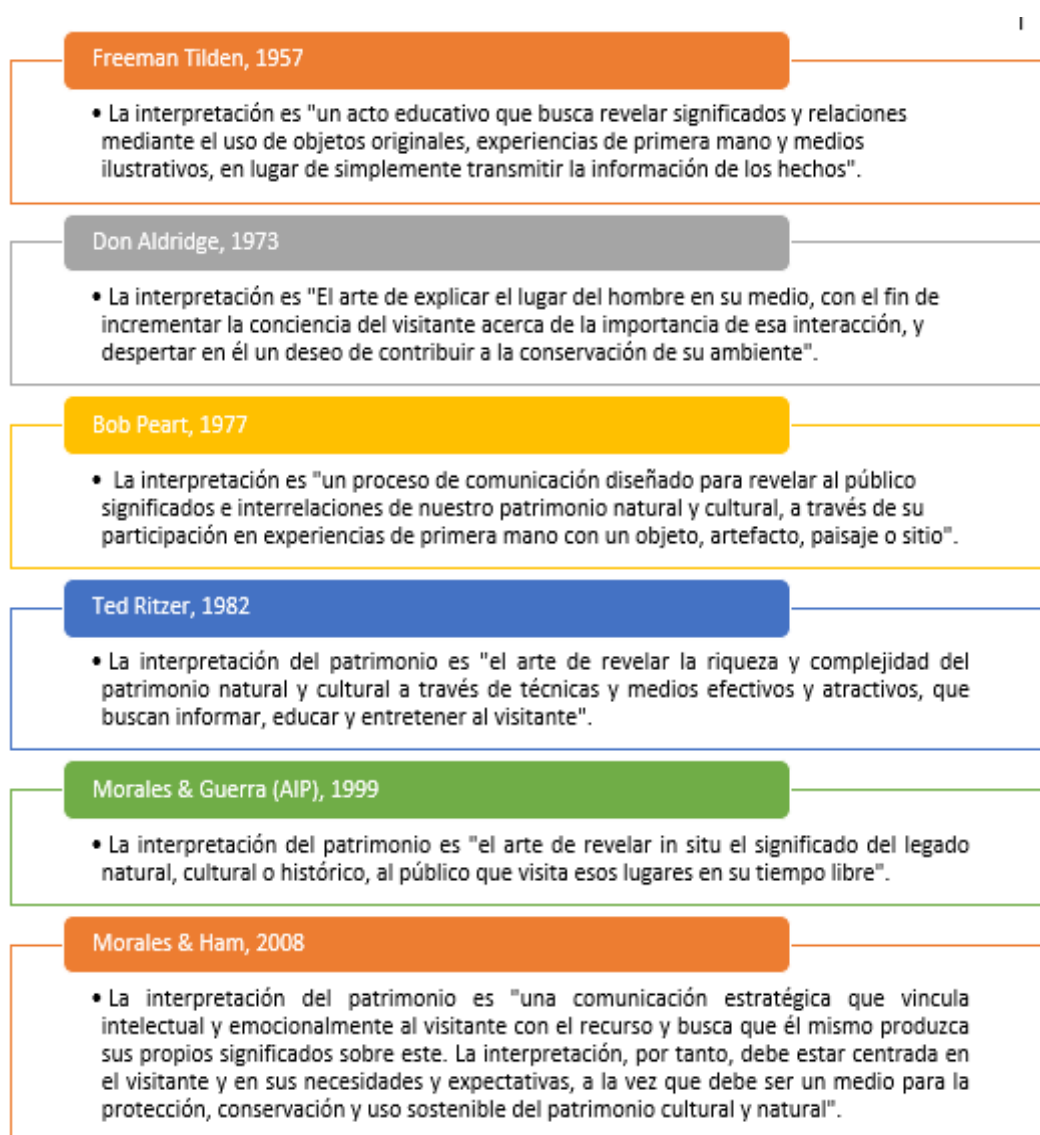 Freeman Tilden, 1957
• La interpretación es "un acto educativo que busca revelar significados y relaciones
mediante el uso de objetos originales, experiencias de primera mano y medios
ilustrativos, en lugar de simplemente transmitir la información de los hechos".
Don Aldridge, 1973
• La interpretación es "El arte de explicar el lugar del hombre en su medio, con el fin de
incrementar la conciencia del visitante acerca de la importancia de esa interacción, y
despertar en él un deseo de contribuir a la conservación de su ambiente".
Bob Peart, 1977
• La interpretación es "un proceso de comunicación diseñado para revelar al público
significados e interrelaciones de nuestro patrimonio natural y cultural, a través de su
participación en experiencias de primera mano con un objeto, artefacto, paisaje o sitio".
Ted Ritzer, 1982
• La interpretación del patrimonio es "el arte de revelar la riqueza y complejidad del
patrimonio natural y cultural a través de técnicas y medios efectivos y atractivos, que
buscan informar, educar y entretener al visitante".
Morales & Guerra (AIP), 1999
• La interpretación del patrimonio es "el arte de revelar in situ el significado del legado
natural, cultural o histórico, al público que visita esos lugares en su tiempo libre".
Morales & Ham, 2008
• La interpretación del patrimonio es "una comunicación estratégica que vincula
intelectual y emocionalmente al visitante con el recurso y busca que él mismo produzca
sus propios significados sobre este. La interpretación, por tanto, debe estar centrada en
el visitante y en sus necesidades y expectativas, a la vez que debe ser un medio para la
protección, conservación y uso sostenible del patrimonio cultural y natural".